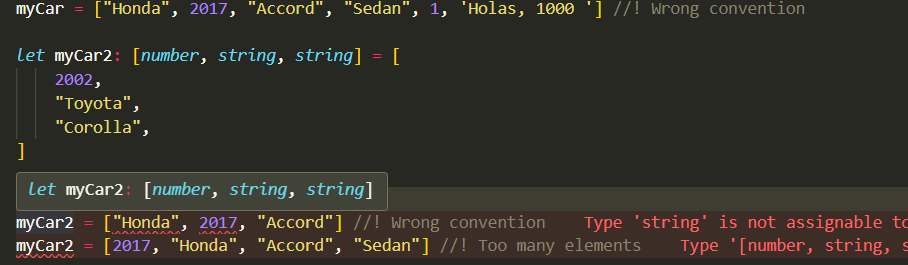 myCar = ["Honda", 2017, "Accord", "Sedan", 1, 'Holas, 1000 '] //! Wrong convention
let myCar2: [number, string, string] = [
2002,
"Toyota",
"Corolla",
]
let myCar2: [number, string, string]
myCar2 = ["Honda", 2017, "Accord"] //! Wrong convention Type 'string' is not assignable to
myCar2 = [2017, "Honda", "Accord", "Sedan"] //! Too many elements Type '[number, string, s